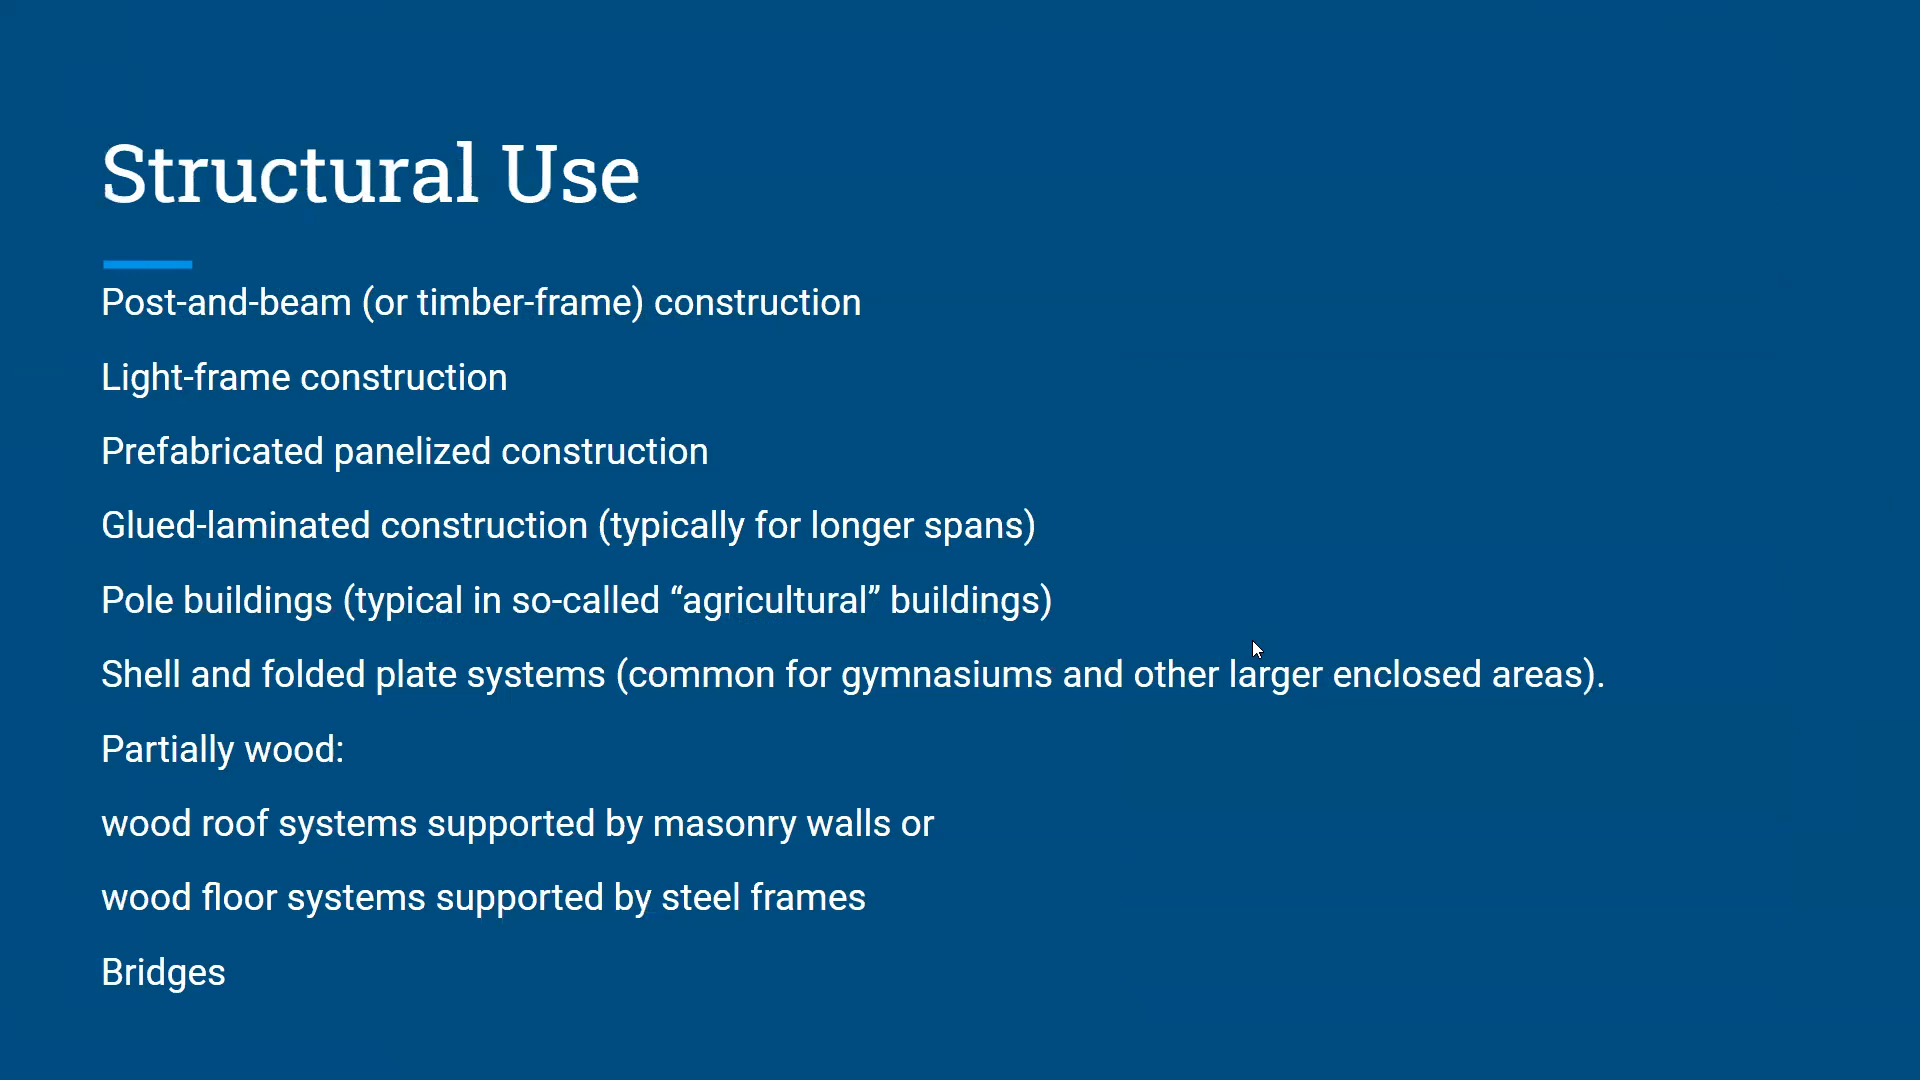 Structural Use
Post-and-beam (or timber-frame) construction
Light-frame construction
Prefabricated panelized construction
Glued-laminated construction (typically for longer spans)
Pole buildings (typical in so-called “agricultural” buildings)
Shell and folded plate systems (common for gymnasiums and other larger enclosed areas).
Partially wood:
wood roof systems supported by masonry walls or
wood floor systems supported by steel frames
Bridges